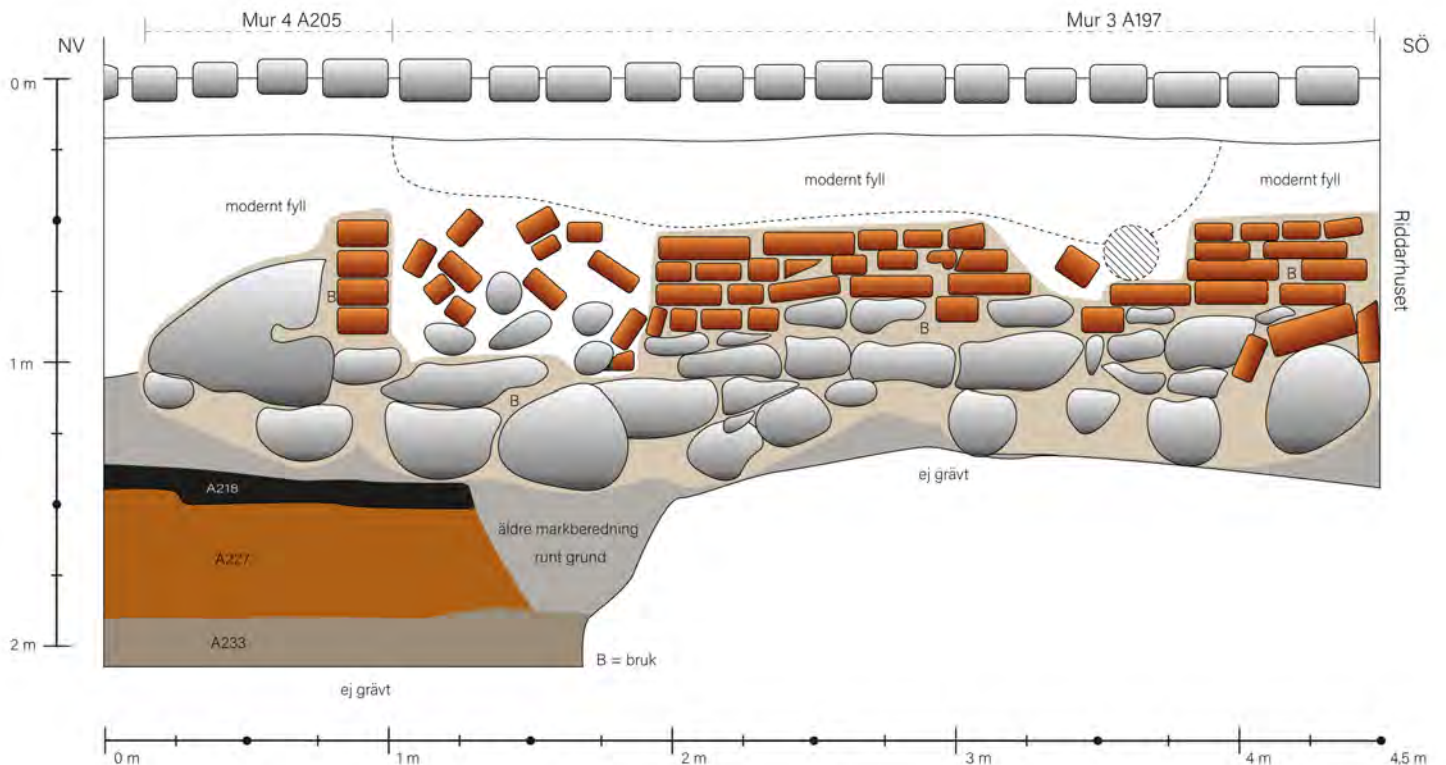 Mur 4 A205
Mur 3 A197
NV
SÖ
0 m
modernt fyll
modernt fyll
modernt fyll
Riddarhuset
B
B
B
B
1 m
ej grävt
A218
äldre markberedning
runt grund
A227
A233
2 m
B = bruk
ej grävt
0 m
1 m
2 m
3 m
4 m
4,5 m